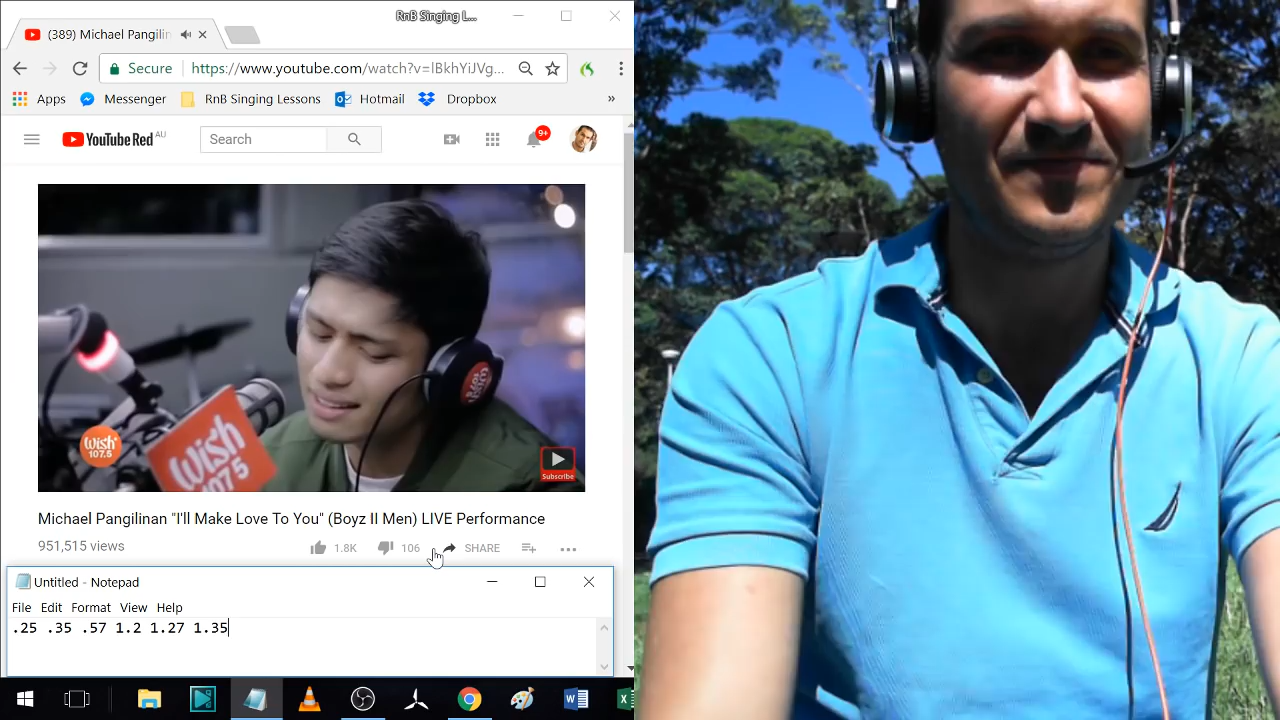 RnB Singing L...
(389) Michael Pangilin
Secure
https://www.youtube.com/watch?v=lBkhYiJVg...
Apps
Messenger
RnB Singing Lessons
Hotmail
Dropbox
»
YouTube Red AU
Search
9+
wish
107.5
wish
107.5
wish
107.5
Subscribe
Michael Pangilinan "I'll Make Love To You" (Boyz II Men) LIVE Performance
951,515 views
1.8K
106
SHARE
Untitled - Notepad
File Edit Format View Help
.25 .35 .57 1.2 1.27 1.35